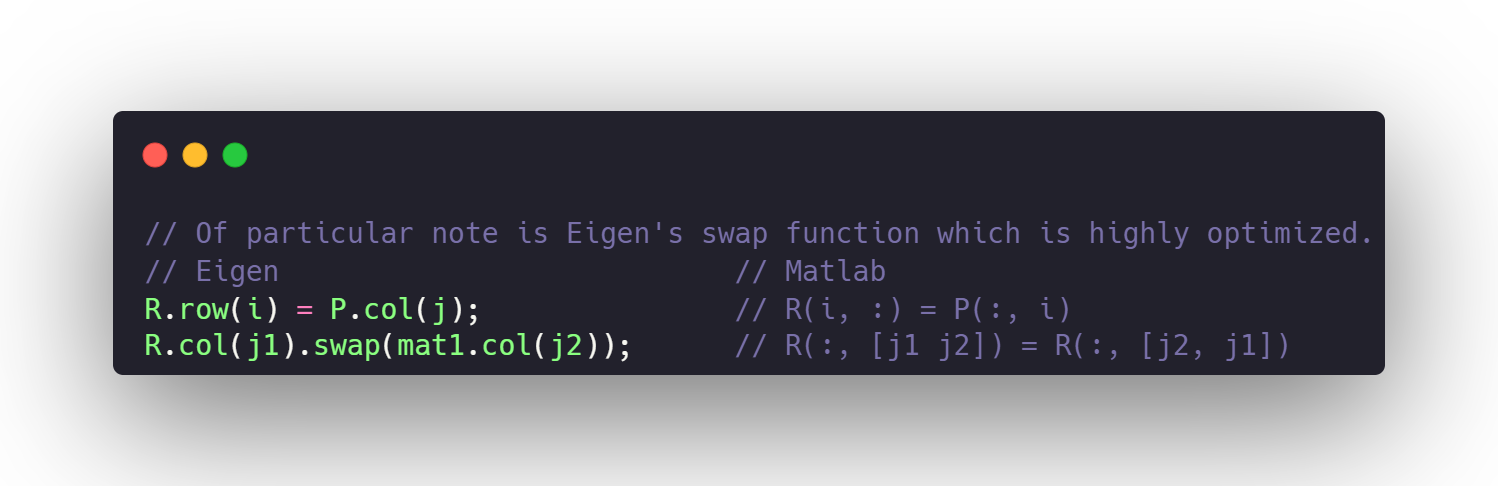 // Of particular note is Eigen's swap function which is highly optimized.
// Eigen                           // Matlab
R.row(i) = P.col(j);               // R(i, :) = P(:, i)
R.col(j1).swap(mat1.col(j2));      // R(:, [j1 j2]) = R(:, [j2, j1])